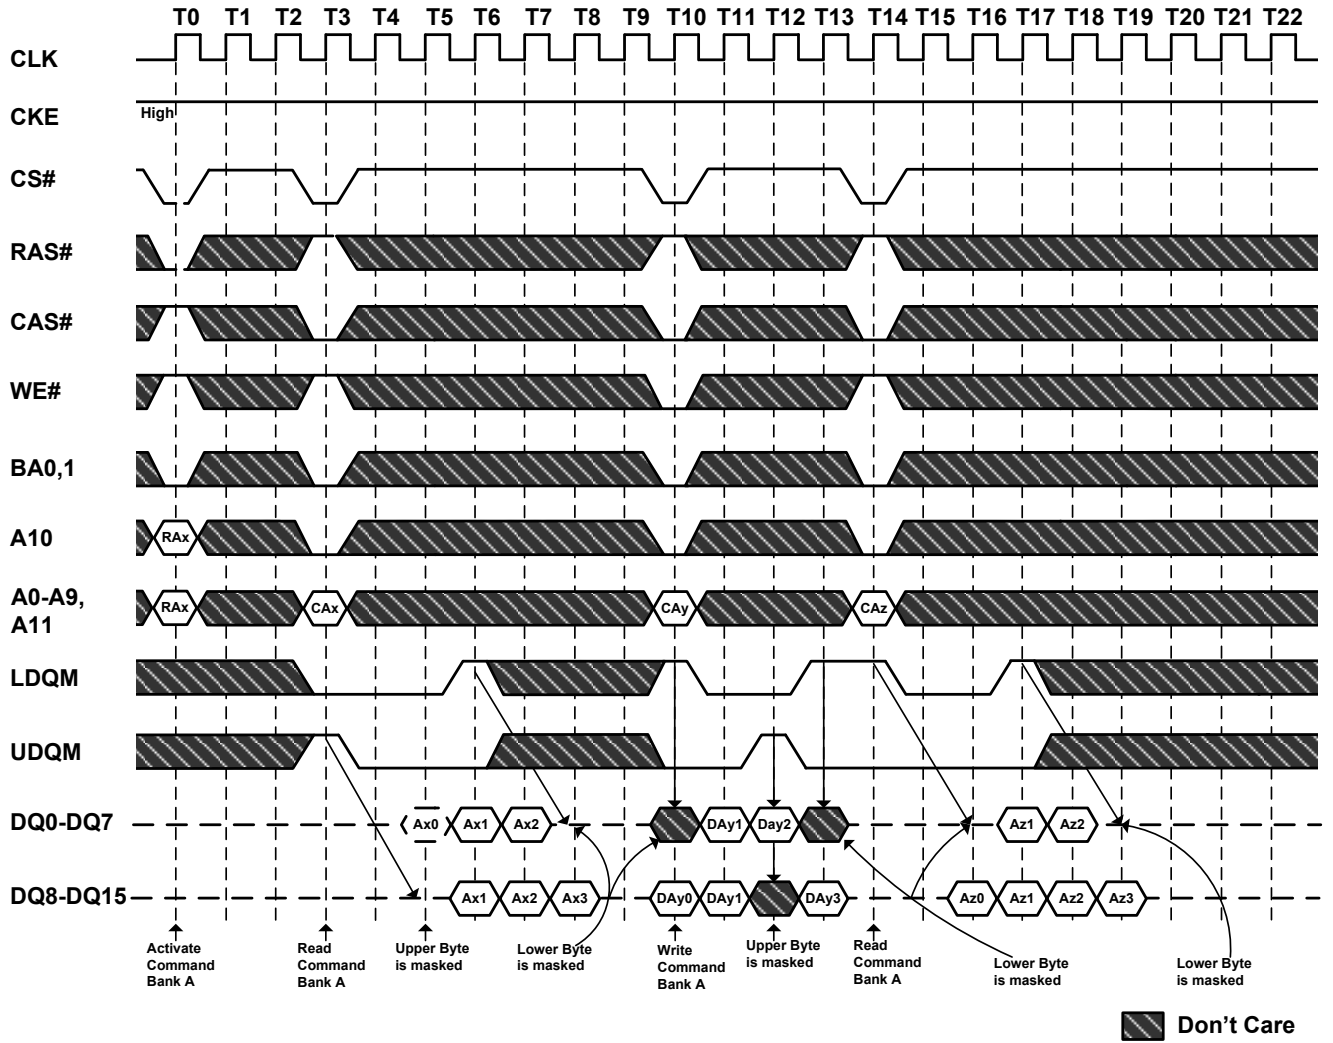 T0 T1 T2 T3 T4 T5 T6 T7 T8 T9 T10 T11 T12 T13 T14 T15 T16 T17 T18 T19 T20 T21 T22
CLK
CKE High
CS#
RAS#
CAS#
WE#
BA0,1
A10 RAx
A0-A9,
A11 RAx CAx CAy CAz
LDQM
UDQM
DQ0-DQ7 Ax0 Ax1 Ax2 DAy1 Day2 Az1 Az2
DQ8-DQ15 Ax1 Ax2 Ax3 DAy0 DAy1 DAy3 Az0 Az1 Az2 Az3
Activate
Command
Bank A
Read
Command
Bank A
Upper Byte
is masked
Lower Byte
is masked
Write
Command
Bank A
Upper Byte
is masked
Read
Command
Bank A
Lower Byte
is masked
Lower Byte
is masked
Don't Care